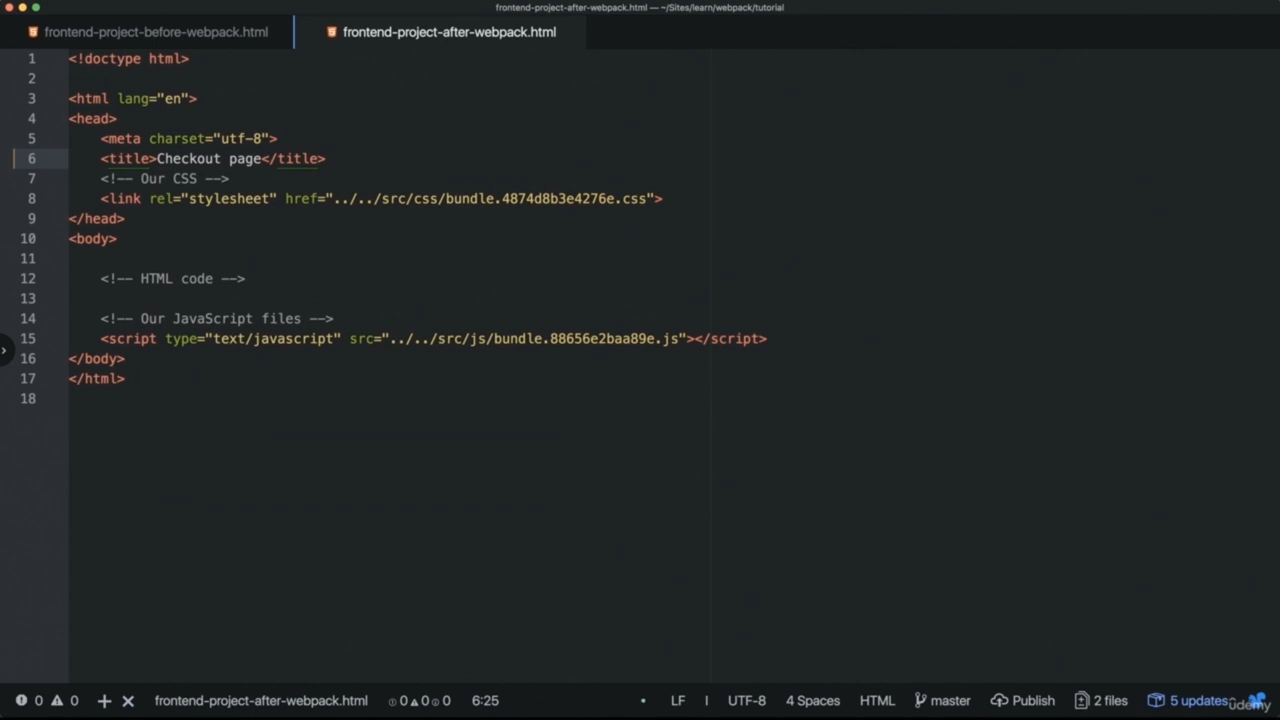 frontend-project-after-webpack.html — ~/Sites/learn/webpack/tutorial
frontend-project-before-webpack.html
frontend-project-after-webpack.html
1 <!doctype html>
2
3 <html lang="en">
4 <head>
5 <meta charset="utf-8">
6 <title>Checkout page</title>
7 <!-- Our CSS -->
8 <link rel="stylesheet" href="../../src/css/bundle.4874d8b3e4276e.css">
9 </head>
10 <body>
11
12 <!-- HTML code -->
13
14 <!-- Our JavaScript files -->
15 <script type="text/javascript" src="../../src/js/bundle.88656e2baa89e.js"></script>
16 </body>
17 </html>
18
0 0 frontend-project-after-webpack.html 0 0 0 6:25 LF UTF-8 4 Spaces HTML master Publish 2 files 5 updates
udemy